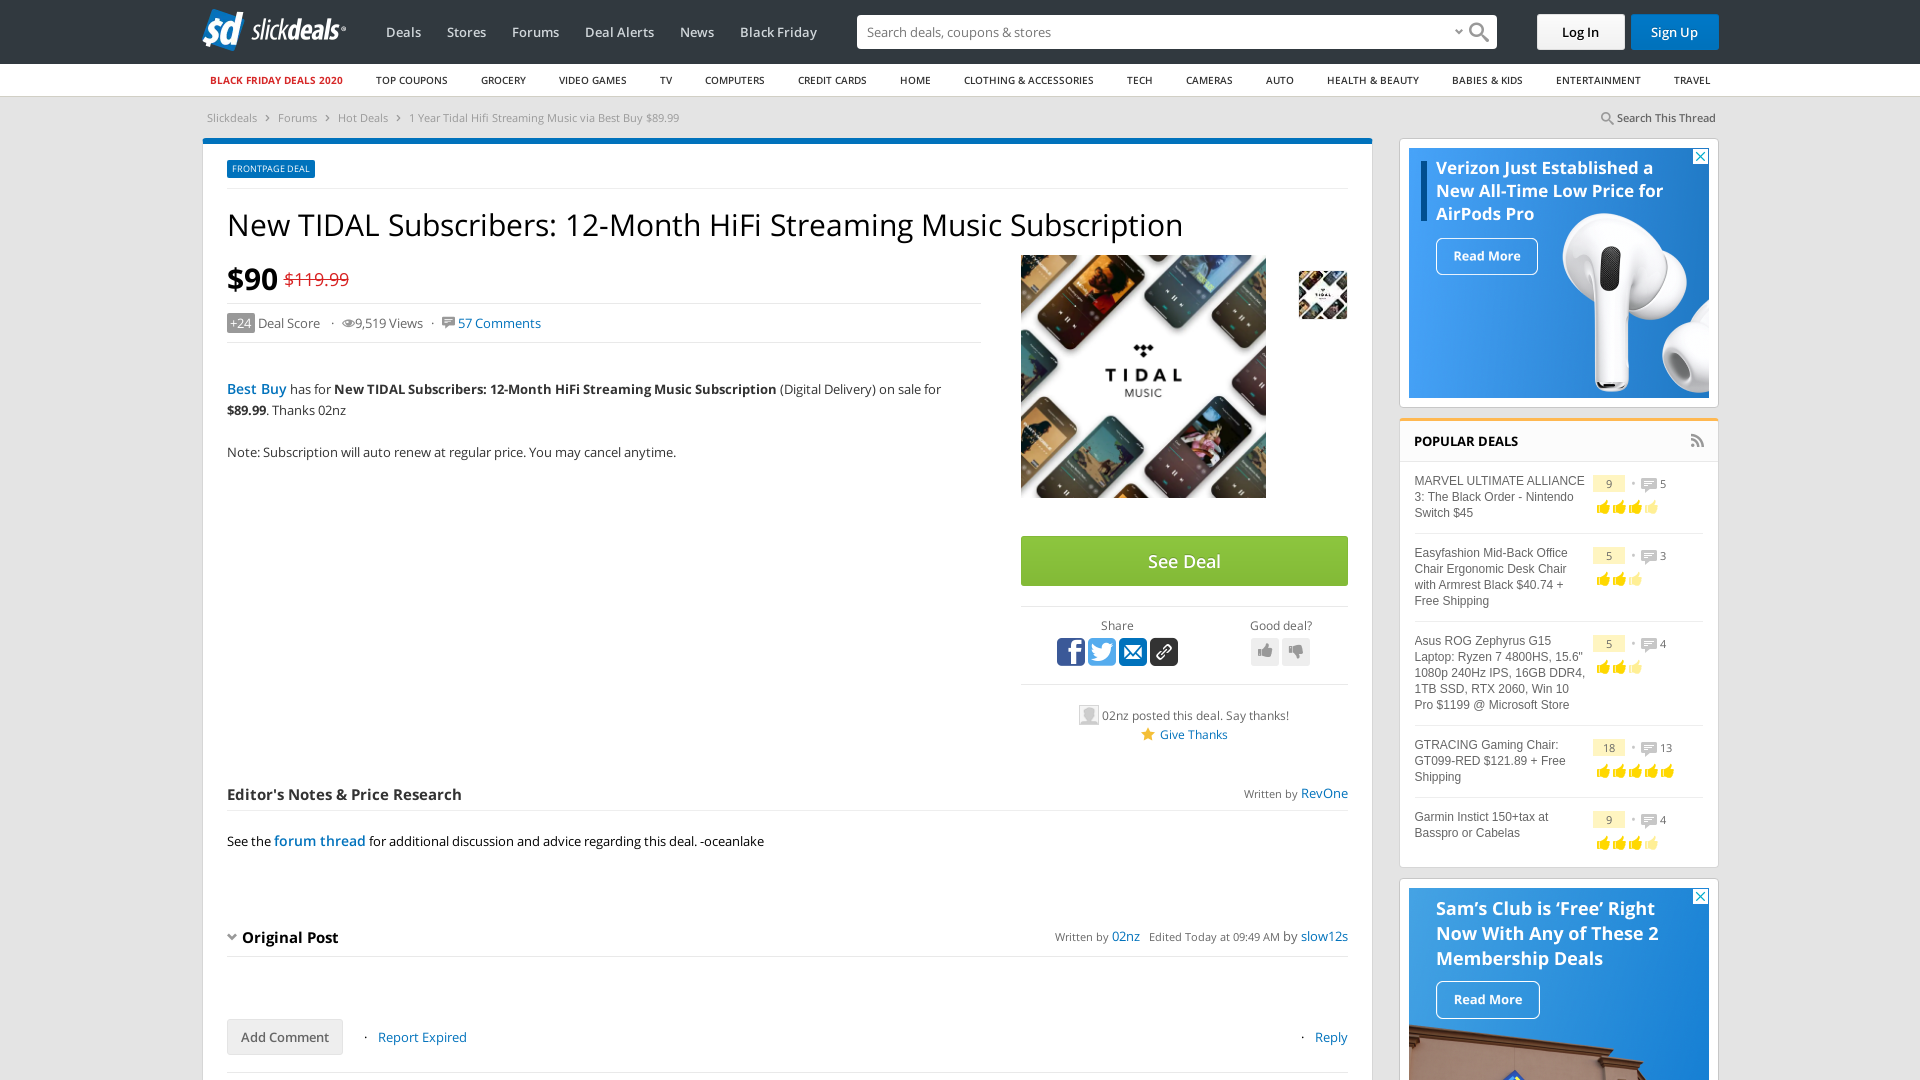 slickdeals
Deals Stores Forums Deal Alerts News Black Friday
Search deals, coupons & shops
Log In Sign Up
BLACK FRIDAY DEALS 2020 TOP COUPONS GROCERY VIDEO GAMES TV COMPUTERS CREDIT CARDS HOME CLOTHING & ACCESSORIES TECH CAMERAS AUTO HEALTH & BEAUTY BABIES & KIDS ENTERTAINMENT TRAVEL
Slickdeals › Forums › Hot Deals › 1 Year Tidal Hifi Streaming Music via Best Buy $89.99
Search This Thread
FRONTPAGE DEAL
New TIDAL Subscribers: 12-Month HiFi Streaming Music Subscription
$90 $119.99
+24 Deal Score · 9,519 Views · 57 Comments
Best Buy has for New TIDAL Subscribers: 12-Month HiFi Streaming Music Subscription (Digital Delivery) on sale for
$89.99. Thanks 02nz
Note: Subscription will auto renew at regular price. You may cancel anytime.
TIDAL
MUSIC
See Deal
Share
Good deal?
02nz posted this deal. Say thanks!
Give Thanks
Editor's Notes & Price Research
Written by RevOne
See the forum thread for additional discussion and advice regarding this deal. -oceanlake
Original Post
Written by 02nz Edited Today at 09:49 AM by slow12s
Add Comment · Report Expired
· Reply
Verizon Just Established a
New All-Time Low Price for
AirPods Pro
Read More
POPULAR DEALS
MARVEL ULTIMATE ALLIANCE
3: The Black Order - Nintendo
Switch $45
9 • 5
Easyfashion Mid-Back Office
Chair Ergonomic Desk Chair
with Armrest Black $40.74 +
Free Shipping
5 • 3
Asus ROG Zephyrus G15
Laptop: Ryzen 7 4800HS, 15.6"
1080p 240Hz IPS, 16GB DDR4,
1TB SSD, RTX 2060, Win 10
Pro $1199 @ Microsoft Store
5 • 4
GTRACING Gaming Chair:
GT099-RED $121.89 + Free
Shipping
18 • 13
Garmin Instict 150+tax at
Basspro or Cabelas
9 • 4
Sam's Club is 'Free' Right
Now With Any of These 2
Membership Deals
Read More